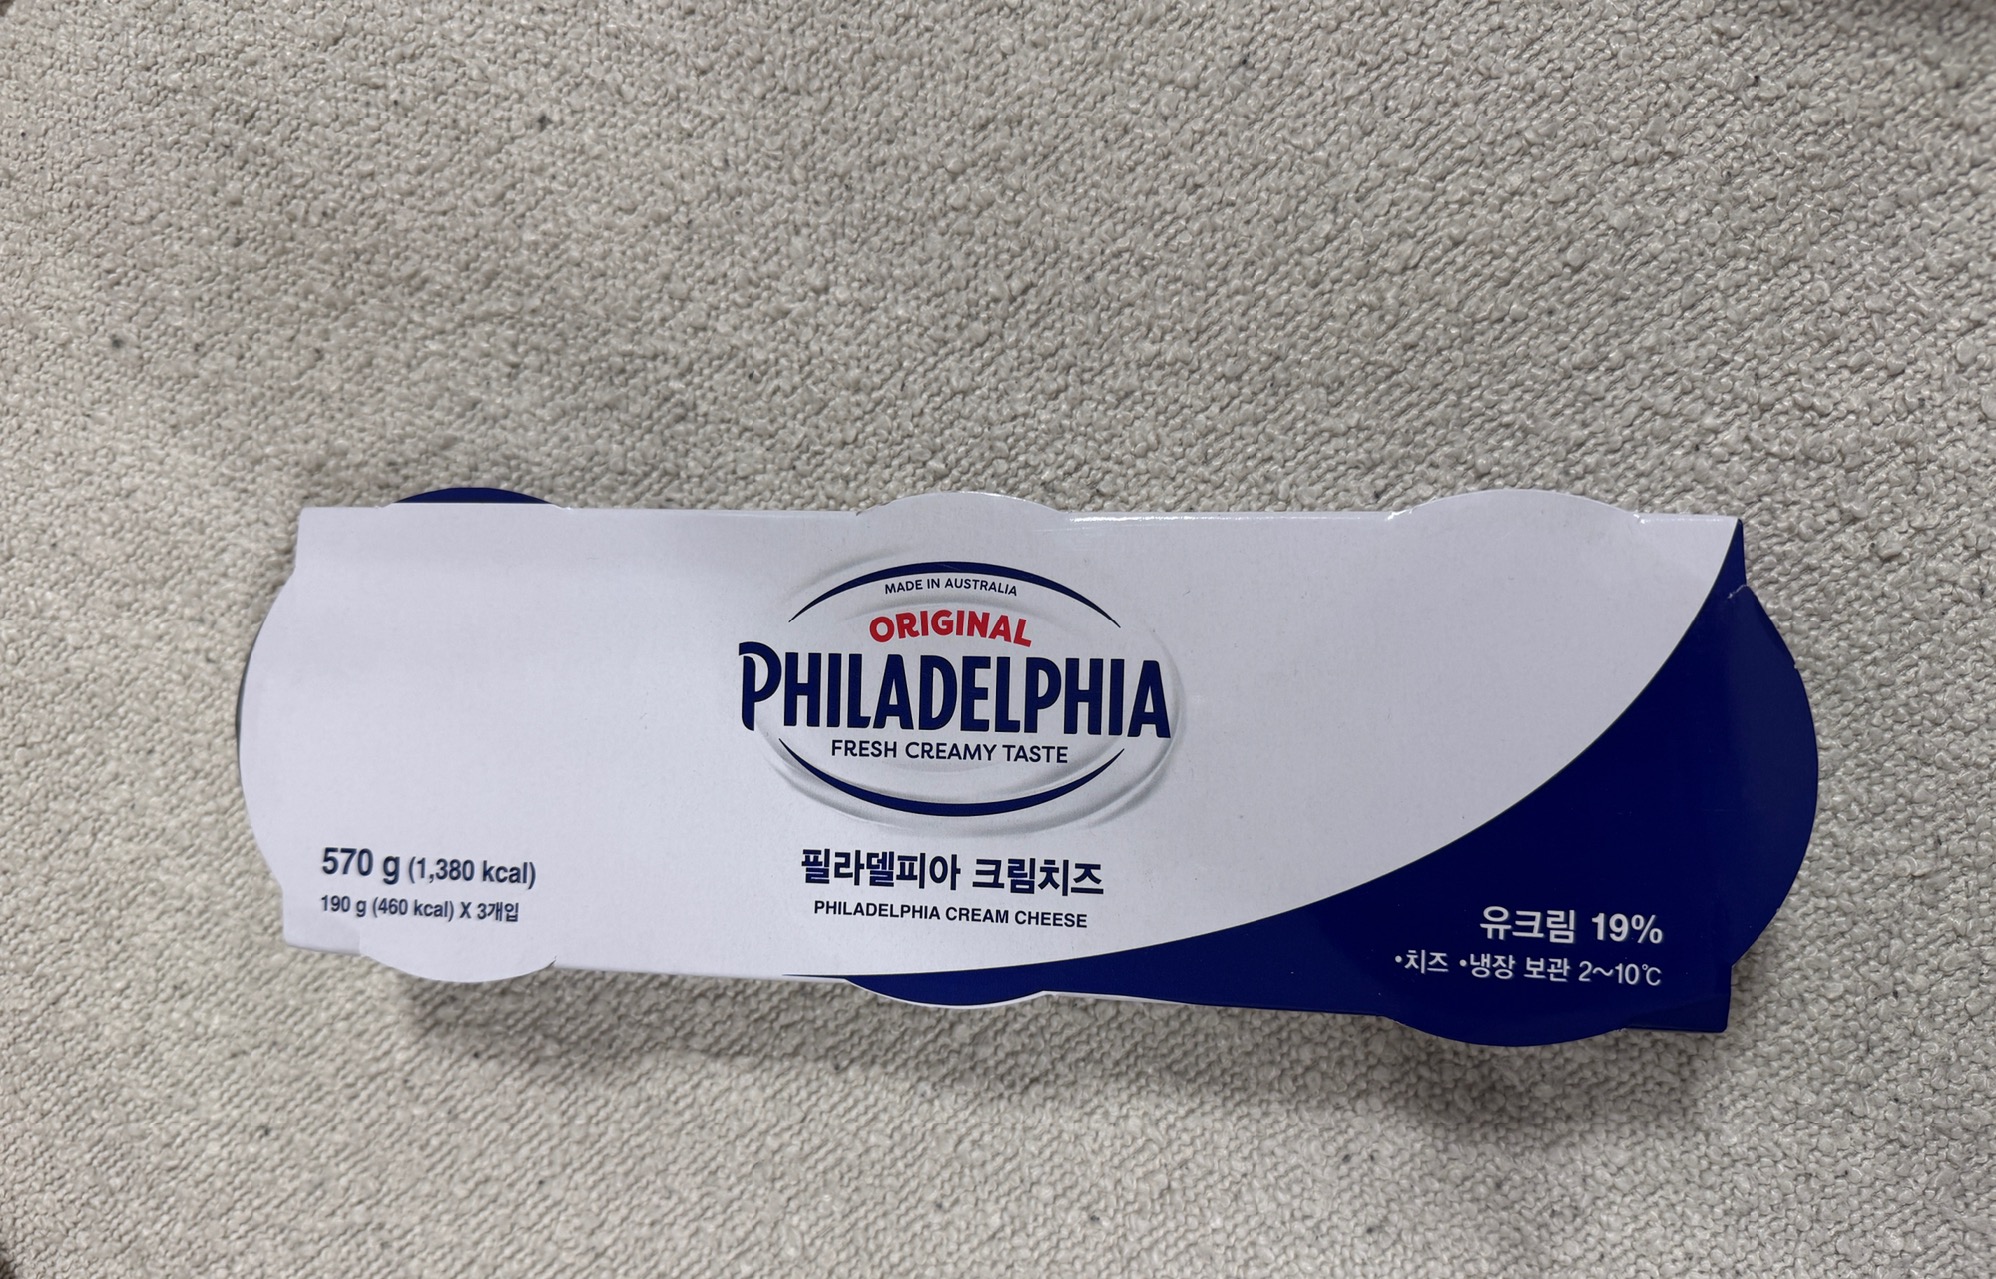 MADE IN AUSTRALIA
ORIGINAL
PHILADELPHIA
FRESH CREAMY TASTE
필라델피아 크림치즈
PHILADELPHIA CREAM CHEESE
570 g (1,380 kcal)
190 g (460 kcal) X 3개입
유크림 19%
•치즈 •냉장 보관 2~10℃